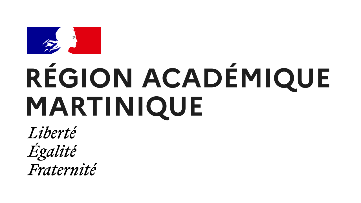 RÉGION ACADÉMIQUE
MARTINIQUE
Liberté
Égalité
Fraternité